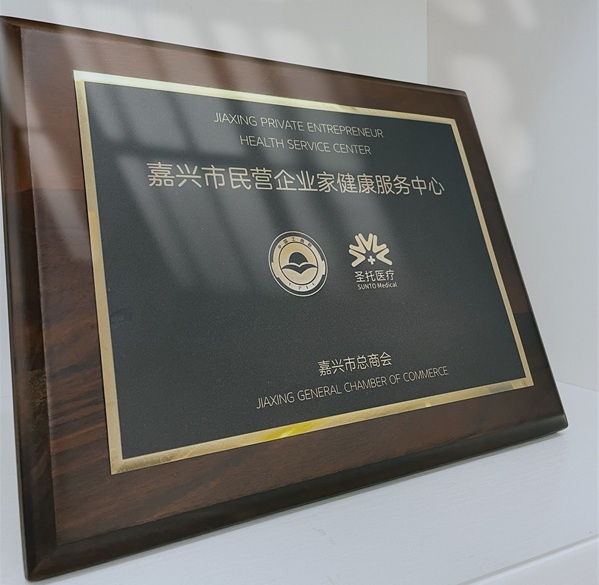 JIAXING PRIVATE ENTREPRENEUR
HEALTH SERVICE CENTER
嘉兴市民营企业家健康服务中心
圣托医疗
SUNTO Medical
嘉兴市总商会
JIAXING GENERAL CHAMBER OF COMMERCE